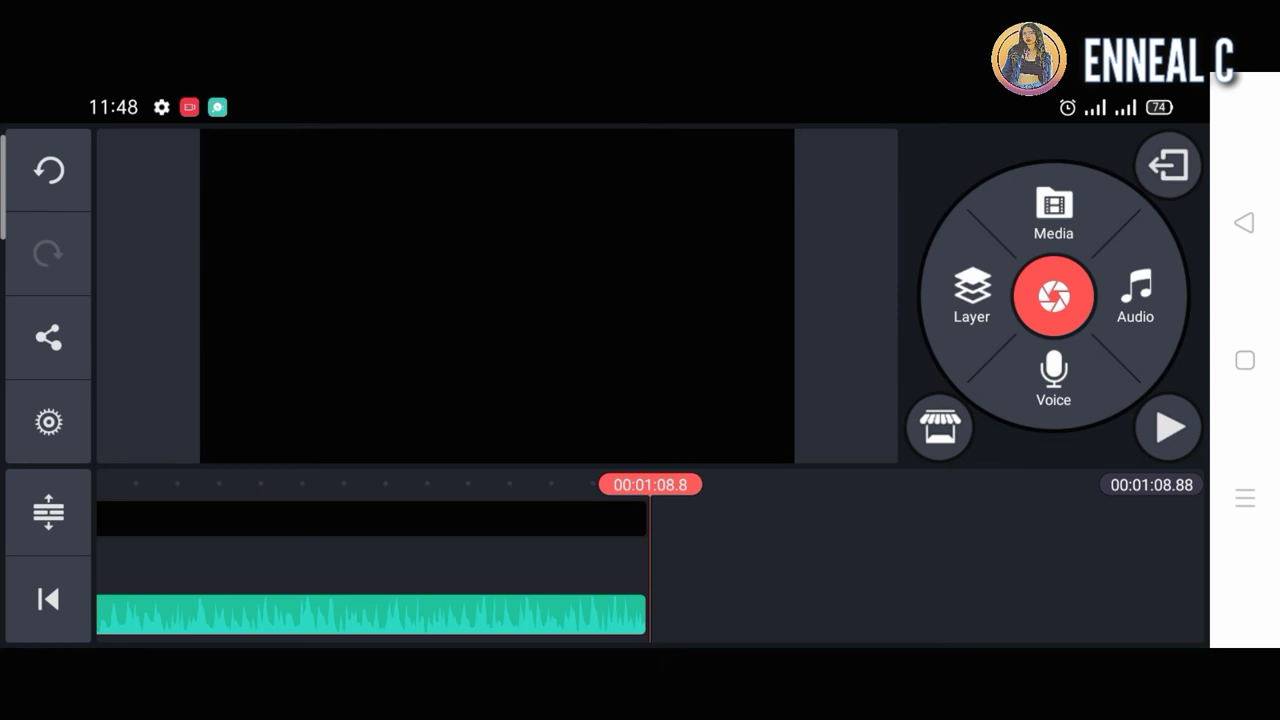 ENNEAL C
11:48
74
Media
Layer
Audio
Voice
00:01:08.8
00:01:08.88